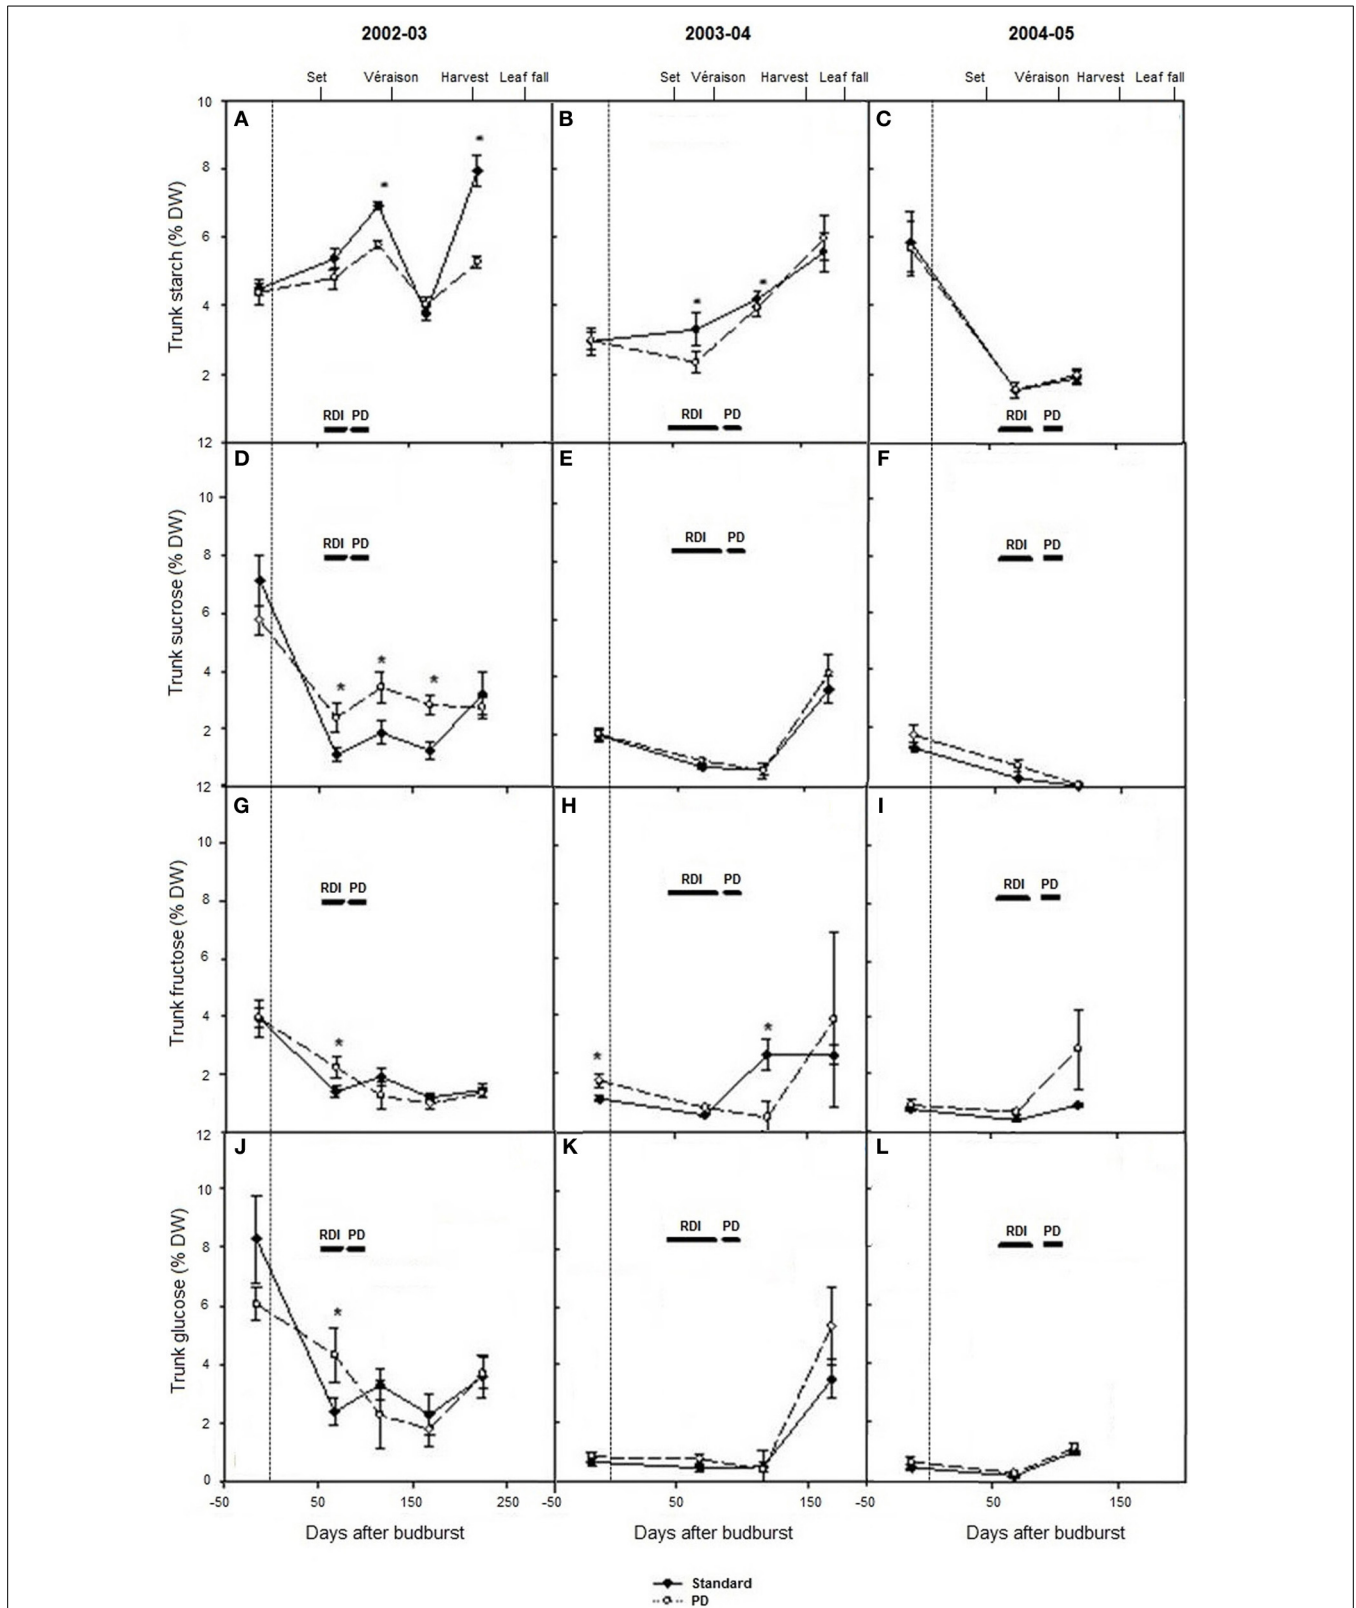 2002-03 2003-04 2004-05
Set Véraison Harvest Leaf fall Set Véraison Harvest Leaf fall Set Véraison Harvest Leaf fall
10
A B C
* 
8
*
Trunk starch (% DW)
6
* *
4
2
RDI PD RDI PD RDI PD
12
D E F
10
RDI PD RDI PD RDI PD
8
Trunk sucrose (% DW)
6
4
* * *
2
12
G H I
10
RDI PD RDI PD RDI PD
8
Trunk fructose (% DW)
6
4
* * *
2
12
J K L
10
RDI PD RDI PD RDI PD
8
Trunk glucose (% DW)
6
*
4
2
0
-50 50 150 250 -50 50 150 -50 50 150
Days after budburst Days after budburst Days after budburst
Standard
PD